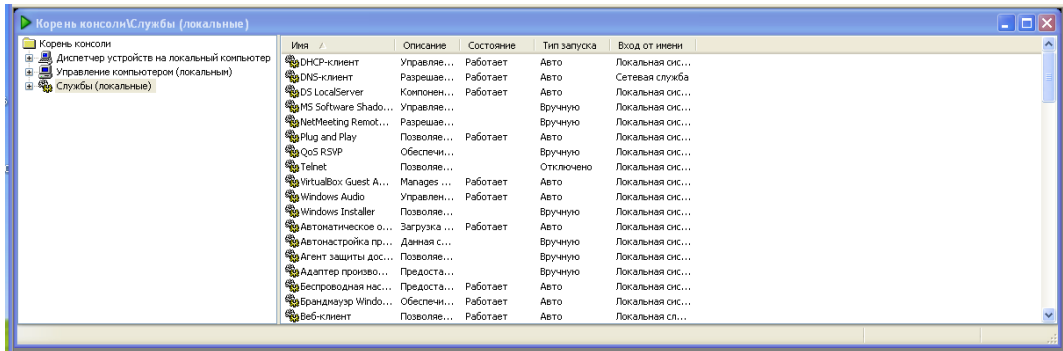 Корень консоли\Службы (локальные)
Корень консоли
Диспетчер устройств на локальный компьютер
Управление компьютером (локальным)
Службы (локальные)
Имя Описание Состояние Тип запуска Вход от имени
DHCP-клиент Управляе... Работает Авто Локальная сис...
DNS-клиент Разрешае... Работает Авто Сетевая служба
DS LocalServer Компонен... Работает Авто Локальная сис...
MS Software Shado... Управляе... Вручную Локальная сис...
NetMeeting Remot... Разрешае... Вручную Локальная сис...
Plug and Play Позволяе... Работает Авто Локальная сис...
QoS RSVP Обеспечи... Вручную Локальная сис...
Telnet Позволяе... Отключено Локальная сис...
VirtualBox Guest A... Manages ... Работает Авто Локальная сис...
Windows Audio Управлен... Работает Авто Локальная сис...
Windows Installer Позволяе... Вручную Локальная сис...
Автоматическое о... Загрузка ... Работает Авто Локальная сис...
Автонастройка пр... Данная с... Вручную Локальная сис...
Агент защиты дос... Позволяе... Вручную Локальная сис...
Адаптер произво... Предоста... Вручную Локальная сис...
Беспроводная нас... Предоста... Работает Авто Локальная сис...
Брандмауэр Windo... Обеспечи... Работает Авто Локальная сис...
Веб-клиент Позволяе... Работает Авто Локальная сл...